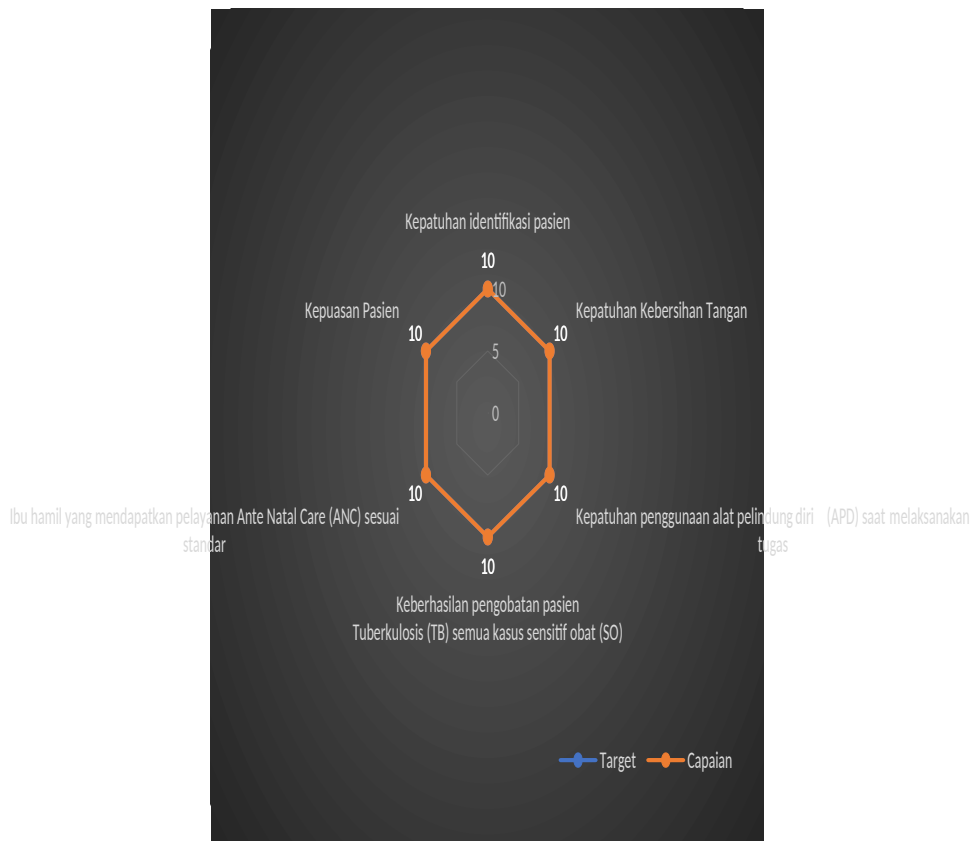 Kepatuhan identifikasi pasien
10
10
Kepuasan Pasien
Kepatuhan Kebersihan Tangan
10
10
5
0
10
10
Ibu hamil yang mendapatkan pelayanan Ante Natal Care (ANC) sesuai
standar
Kepatuhan penggunaan alat pelindung diri (APD) saat melaksanakan
tugas
10
Keberhasilan pengobatan pasien
Tuberkulosis (TB) semua kasus sensitif obat (SO)
Target
Capaian